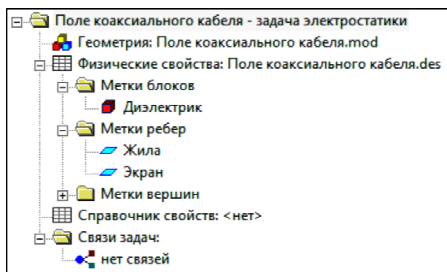 Поле коаксиального кабеля - задача электростатики
Геометрия: Поле коаксиального кабеля.mod
Физические свойства: Поле коаксиального кабеля.des
Метки блоков
Диэлектрик
Метки ребер
Жила
Экран
Метки вершин
Справочник свойств: <нет>
Связи задач:
нет связей